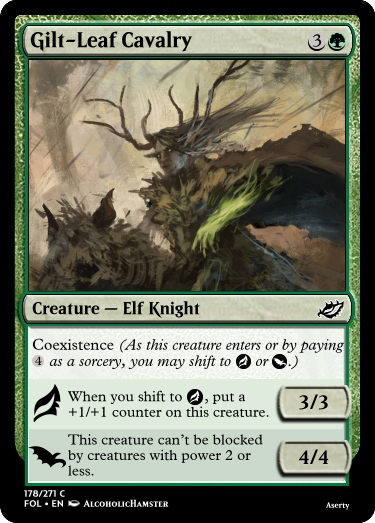 Gilt-Leaf Cavalry 3
Creature — Elf Knight
Coexistence (As this creature enters or by paying
4 as a sorcery, you may shift to or .)
When you shift to , put a
+1/+1 counter on this creature.
3/3
This creature can't be blocked
by creatures with power 2 or
less.
4/4
178/271 C
FOL • EN AlcoholicHamster
Aserty